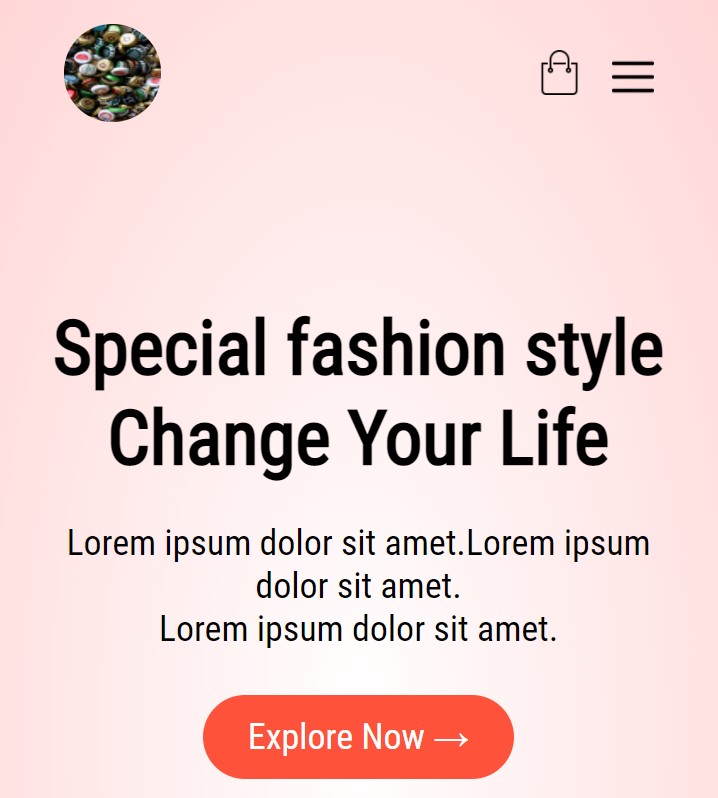 Special fashion style
Change Your Life
Lorem ipsum dolor sit amet.Lorem ipsum
dolor sit amet.
Lorem ipsum dolor sit amet.
Explore Now →